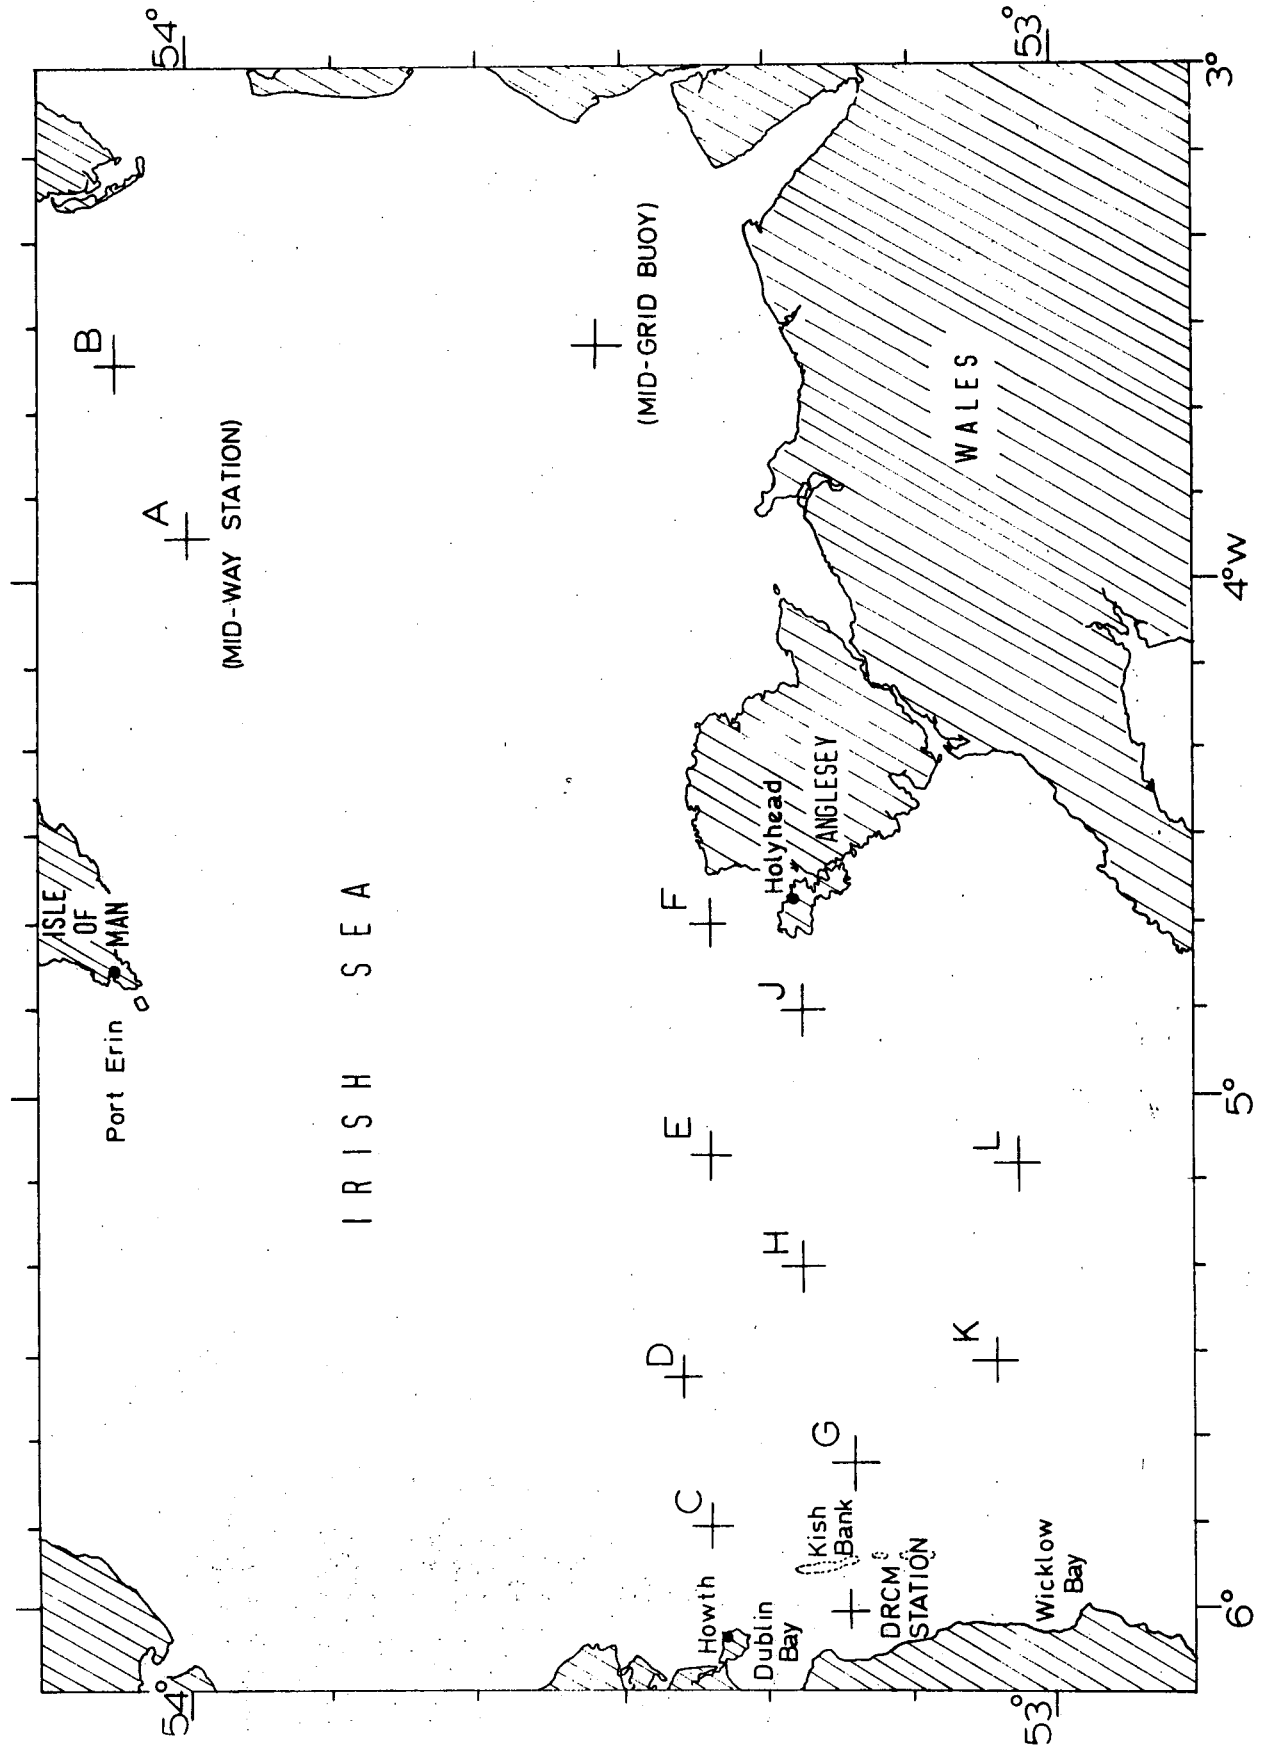 54°
53°
3°
B
A
(MID-WAY STATION)
(MID-GRID BUOY)
WALES
4°W
ISLE
OF
MAN
Port Erin
IRISH SEA
F
Holyhead
ANGLESEY
J
E
L
5°
H
D
K
G
C
Kish
Bank
Howth
Dublin
Bay
DRCM
STATION
Wicklow
Bay
6°
54°
53°